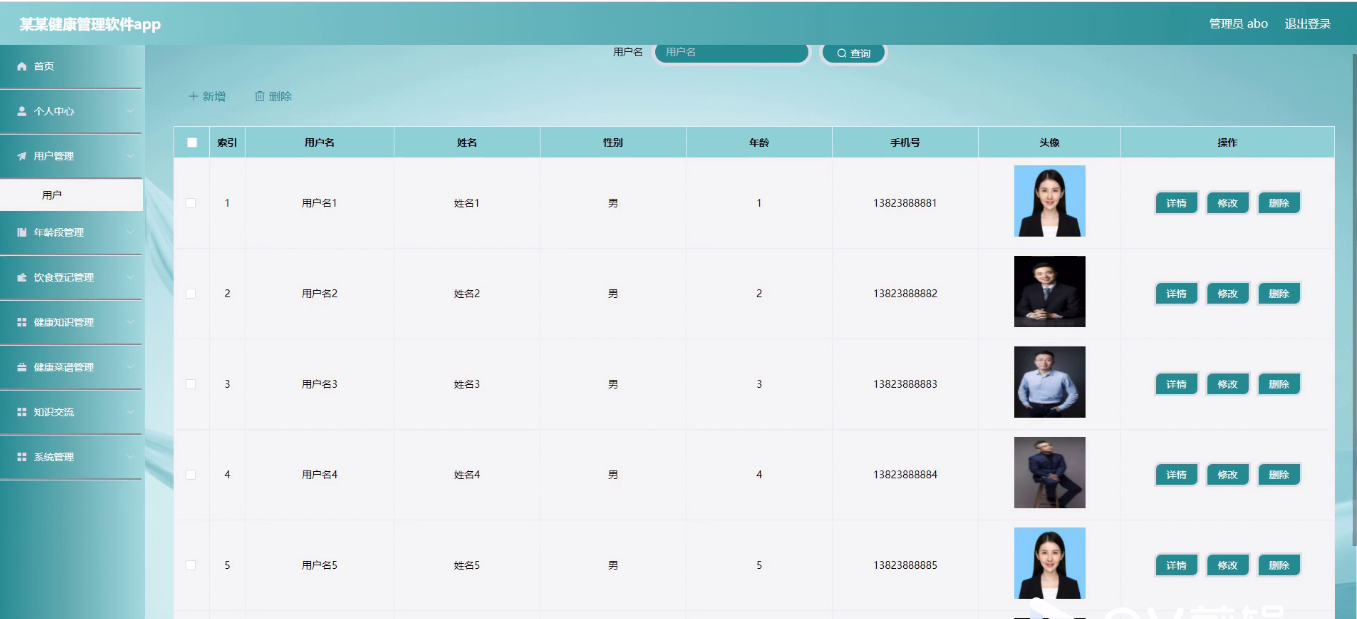 某某健康管理软件app
管理员 abo 退出登录
首页
个人中心
用户管理
用户
年龄段管理
饮食登记管理
健康知识管理
健康菜谱管理
知识交流
系统管理
用户名 用户名 查询
新增 删除
索引 用户名 姓名 性别 年龄 手机号 头像 操作
1 用户名1 姓名1 男 1 13823888881 详情 修改 删除
2 用户名2 姓名2 男 2 13823888882 详情 修改 删除
3 用户名3 姓名3 男 3 13823888883 详情 修改 删除
4 用户名4 姓名4 男 4 13823888884 详情 修改 删除
5 用户名5 姓名5 男 5 13823888885 详情 修改 删除